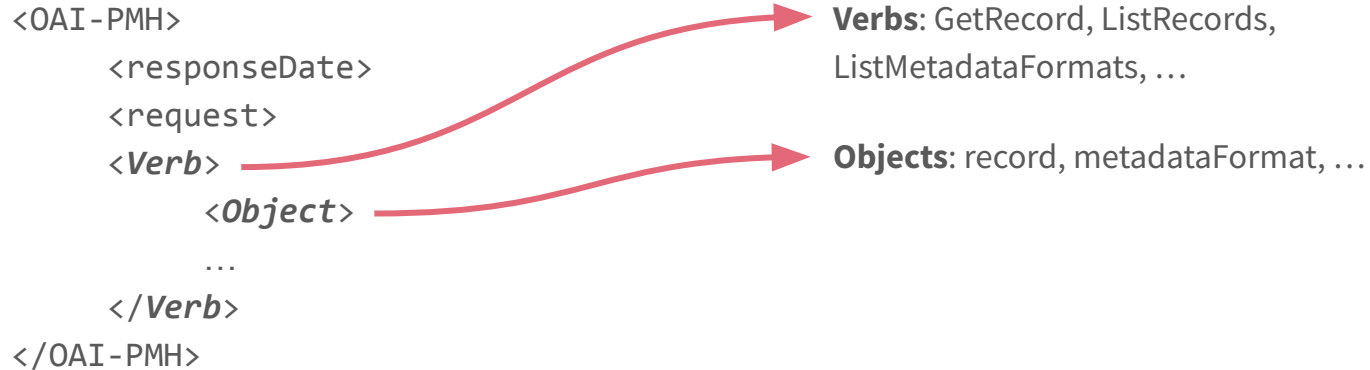 <OAI-PMH>
<responseDate>
<request>
<Verb>
<Object>
…
</Verb>
</OAI-PMH>
Verbs: GetRecord, ListRecords,
ListMetadataFormats, …
Objects: record, metadataFormat, …